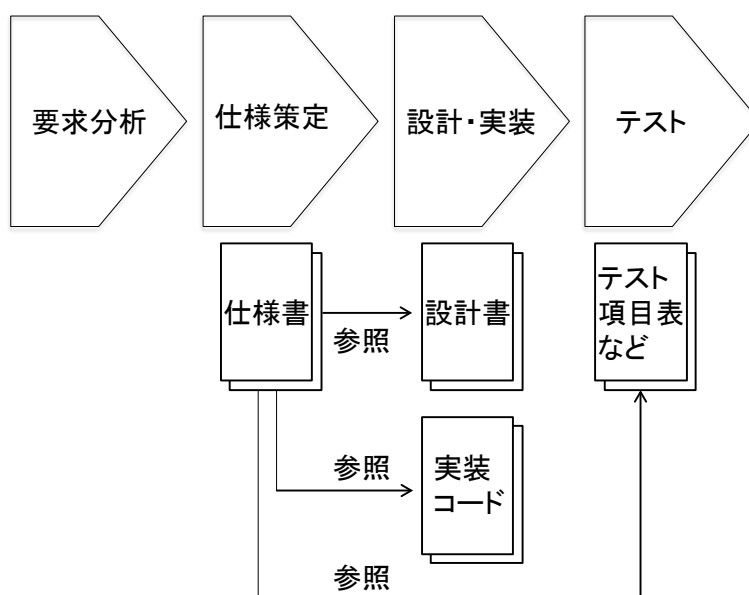 要求分析
仕様策定
設計・実装
テスト
仕様書
参照
設計書
テスト
項目表
など
参照
実装
コード
参照